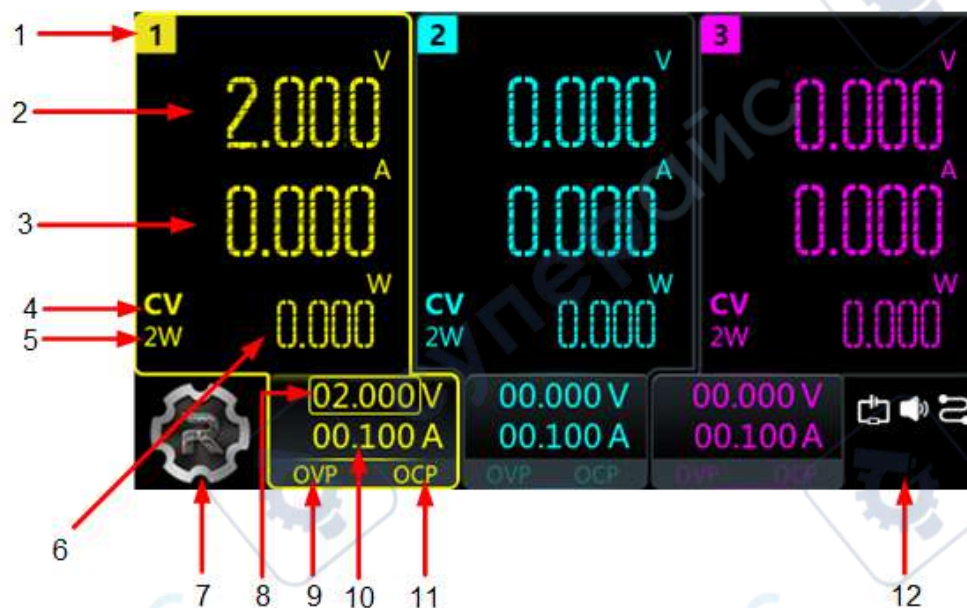 1 2 3
1
V V V
2.000 0.000 0.000
2
A A A
0.000 0.000 0.000
3
W W W
CV 0.000 CV 0.000 CV 0.000
4
2W 2W 2W
5
02.000 V 00.000 V 00.000 V
00.100 A 00.100 A 00.100 A
OVP OCP OVP OCP OVP OCP
R
6
7 8 9 10 11 12
суперайс